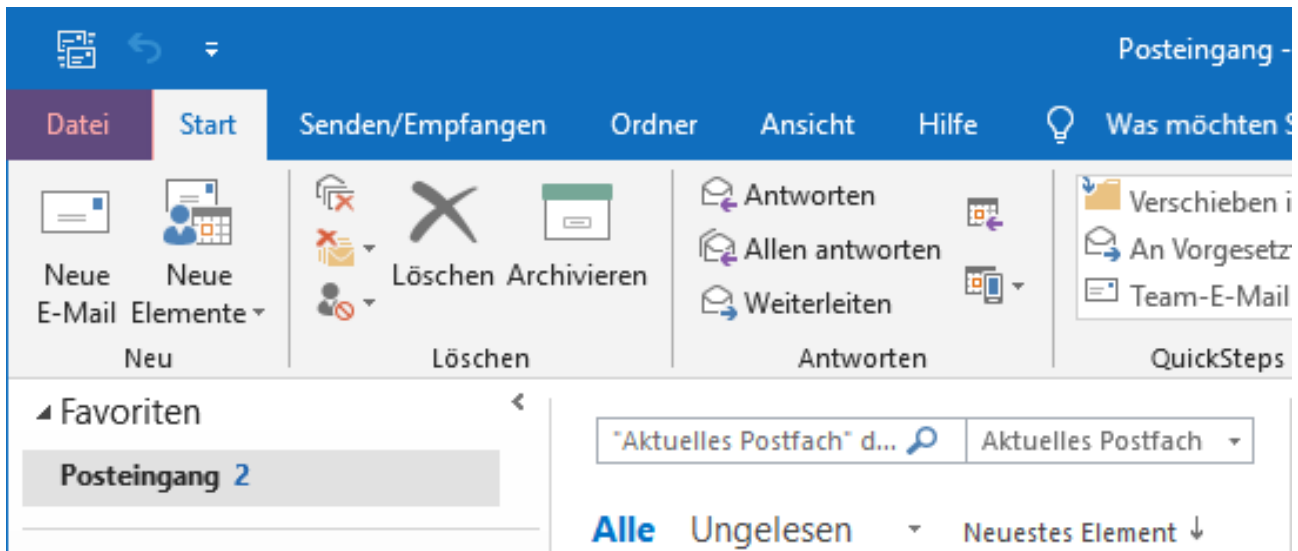 Posteingang -
Datei Start Senden/Empfangen Ordner Ansicht Hilfe Was möchten S
Neue E-Mail
Neue Elemente
Löschen
Archivieren
Antworten
Allen antworten
Weiterleiten
Verschieben i
An Vorgesetz
Team-E-Mail
Neu Löschen Antworten QuickSteps
Favoriten
Posteingang 2
"Aktuelles Postfach" d... Aktuelles Postfach
Alle Ungelesen Neuestes Element ↓